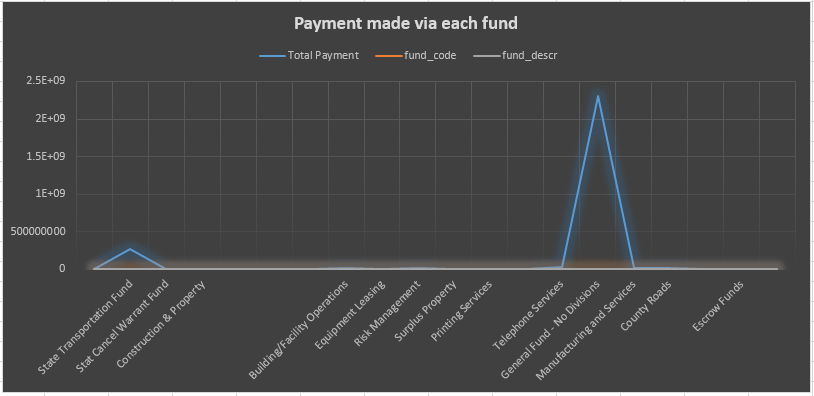 Payment made via each fund
Total Payment
fund_code
fund_descr
2.5E+09
2E+09
1.5E+09
1E+09
500000000
0
State Transportation Fund
Stat Cancel Warrant Fund
Construction & Property
Building/Facility Operations
Equipment Leasing
Risk Management
Surplus Property
Printing Services
Telephone Services
General Fund - No Divisions
Manufacturing and Services
County Roads
Escrow Funds